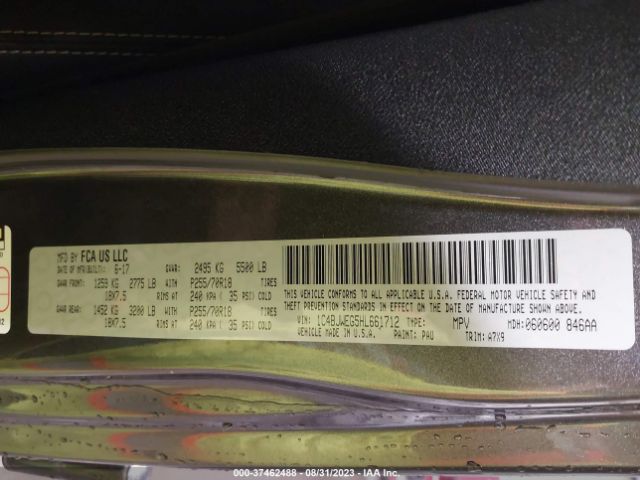 MFD BY FCA US LLC
DATE OF MFR(BUILT): 6-17 GVWR: 2495 KG 5500 LB
GAWR FRONT: 1259 KG 2775 LB WITH P255/70R18 TIRES
18X7.5 RIMS AT 240 KPA ( 35 PSI) COLD
GAWR REAR: 1452 KG 3200 LB WITH P255/70R18 TIRES
18X7.5 RIMS AT 240 KPA ( 35 PSI) COLD
THIS VEHICLE CONFORMS TO ALL APPLICABLE U.S.A. FEDERAL MOTOR VEHICLE SAFETY AND
THEFT PREVENTION STANDARDS IN EFFECT ON THE DATE OF MANUFACTURE SHOWN ABOVE.
VIN: 1C4BJWEG5HL661712 TYPE: MPV MDH: 060600 846AA
VEHICLE MADE IN U.S.A. PAINT: PAU TRIM: A7X9
000-37462488 - 08/31/2023 - IAA Inc.